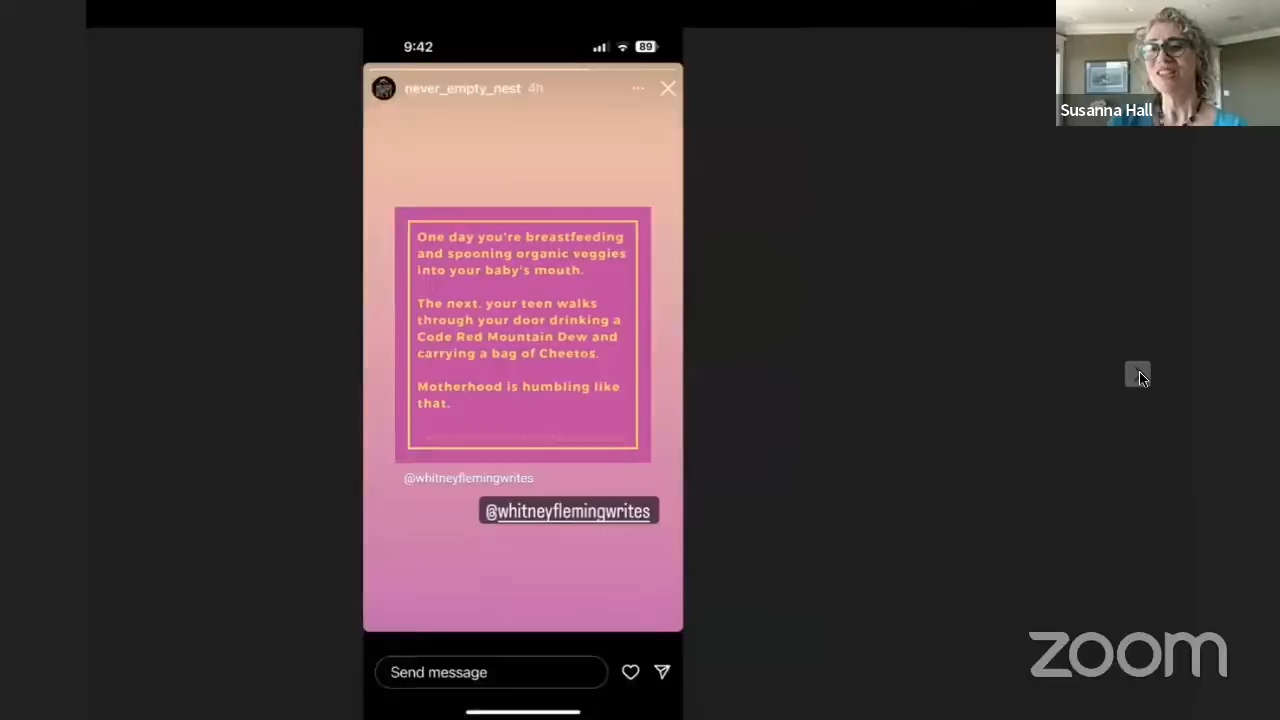 9:42
89
never_empty_nest 4h
Susanna Hall
One day you're breastfeeding
and spooning organic veggies
into your baby's mouth.
The next, your teen walks
through your door drinking a
Code Red Mountain Dew and
carrying a bag of Cheetos.
Motherhood is humbling like
that.
@whitneyflemingwrites
@whitneyflemingwrites
Send message
zoom